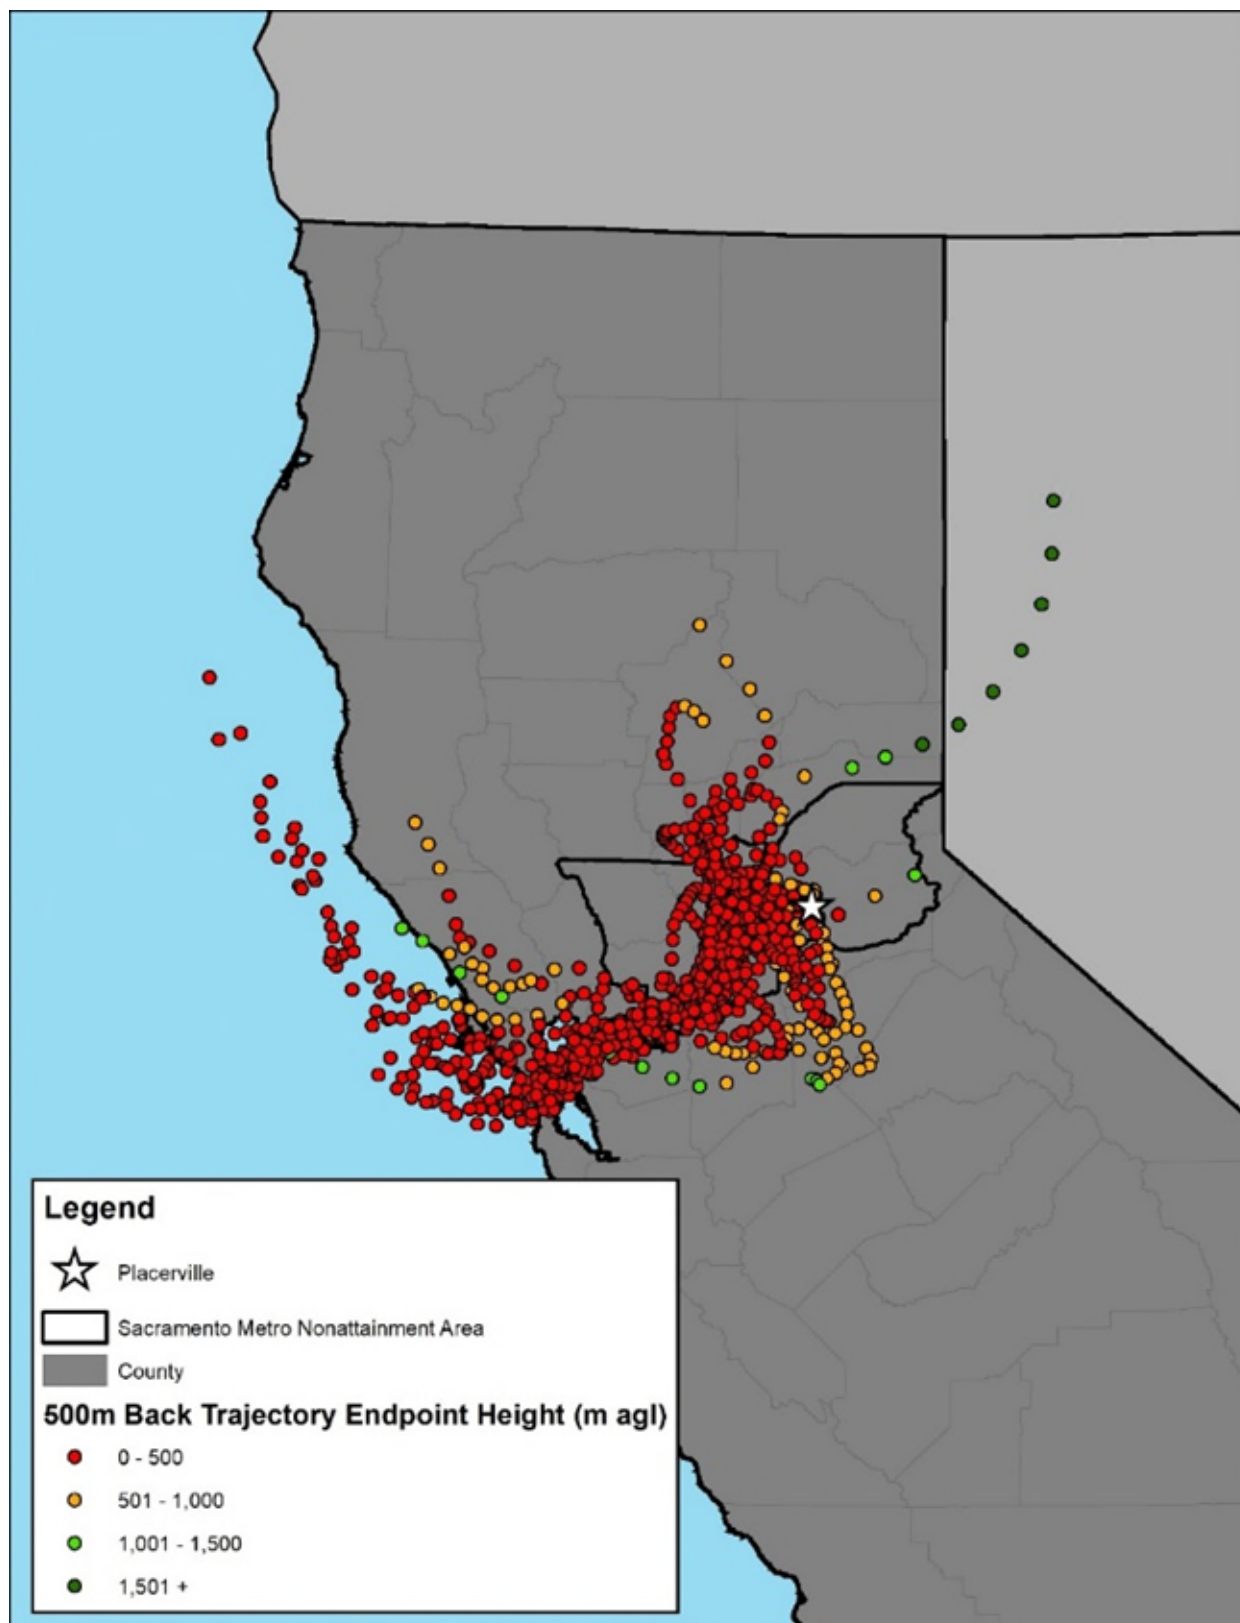 Legend
Placerville
Sacramento Metro Nonattainment Area
County
500m Back Trajectory Endpoint Height (m agl)
0 - 500
501 - 1,000
1,001 - 1,500
1,501 +